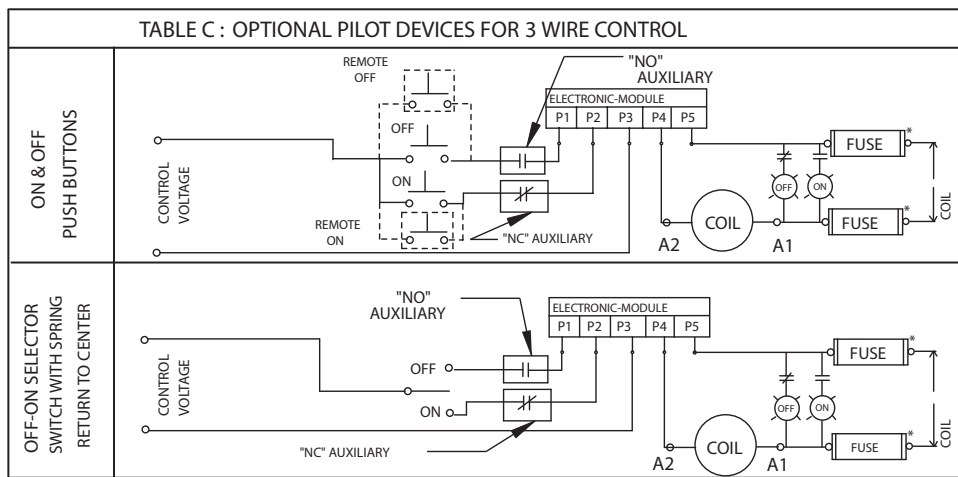 TABLE C : OPTIONAL PILOT DEVICES FOR 3 WIRE CONTROL
ON & OFF
PUSH BUTTONS
CONTROL
VOLTAGE
REMOTE
OFF
OFF
ON
REMOTE
ON
"NO"
AUXILIARY
"NC" AUXILIARY
ELECTRONIC-MODULE
P1 P2 P3 P4 P5
A2
COIL
A1
OFF
ON
FUSE *
FUSE *
COIL
OFF-ON SELECTOR
SWITCH WITH SPRING
RETURN TO CENTER
CONTROL
VOLTAGE
"NO"
AUXILIARY
OFF
ON
"NC" AUXILIARY
ELECTRONIC-MODULE
P1 P2 P3 P4 P5
A2
COIL
A1
OFF
ON
FUSE *
FUSE *
COIL